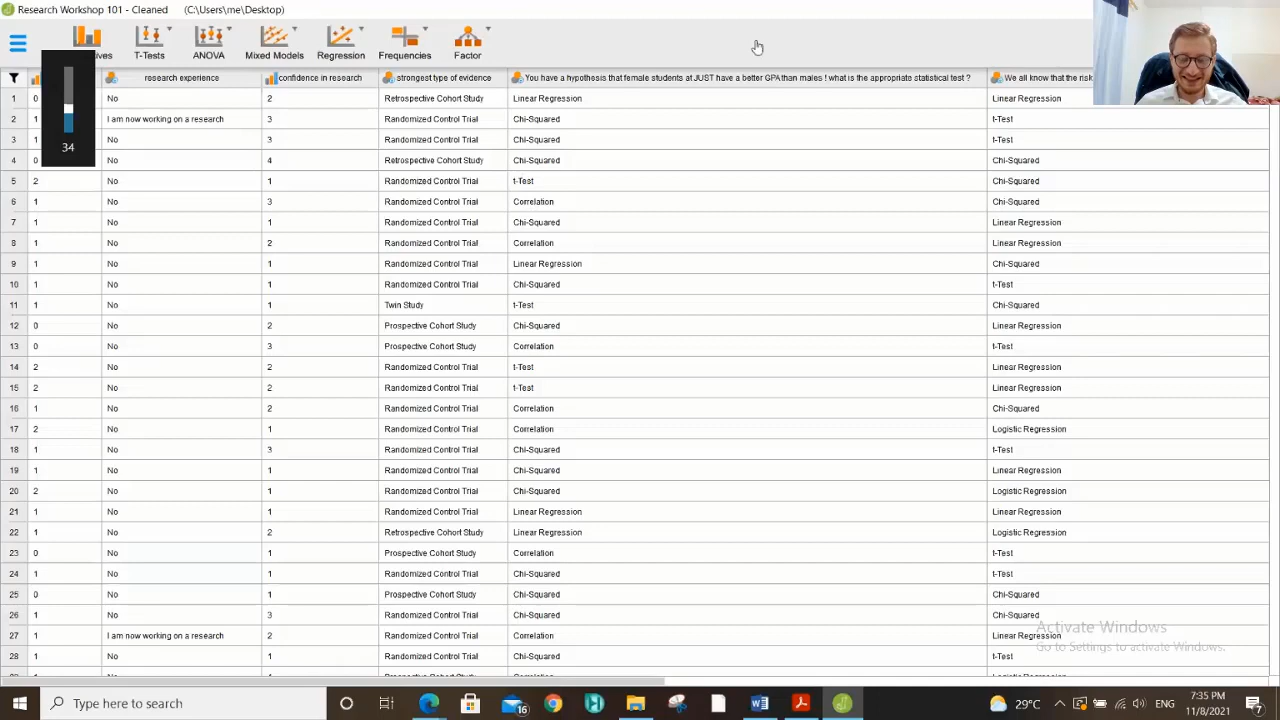 Research Workshop 101 - Cleaned (C:\Users\me\Desktop)
T-Tests ANOVA Mixed Models Regression Frequencies Factor
research experience confidence in research strongest type of evidence You have a hypothesis that female students at JUST have a better GPA than males ! what is the appropriate statistical test ? We all know that the risk
1 0 No 2 Retrospective Cohort Study Linear Regression Linear Regression
2 1 I am now working on a research 3 Randomized Control Trial Chi-Squared t-Test
3 1 No 3 Randomized Control Trial Chi-Squared t-Test
4 0 No 4 Retrospective Cohort Study Chi-Squared Chi-Squared
34
5 2 No 1 Randomized Control Trial t-Test Chi-Squared
6 1 No 3 Randomized Control Trial Correlation Chi-Squared
7 1 No 1 Randomized Control Trial Chi-Squared Linear Regression
8 1 No 2 Randomized Control Trial Correlation Linear Regression
9 1 No 1 Randomized Control Trial Linear Regression Chi-Squared
10 1 No 1 Randomized Control Trial Chi-Squared t-Test
11 1 No 1 Twin Study t-Test Chi-Squared
12 0 No 2 Prospective Cohort Study Chi-Squared Linear Regression
13 0 No 3 Prospective Cohort Study Correlation t-Test
14 2 No 2 Randomized Control Trial t-Test Linear Regression
15 2 No 2 Randomized Control Trial t-Test Linear Regression
16 1 No 2 Randomized Control Trial Correlation Chi-Squared
17 2 No 1 Randomized Control Trial Correlation Logistic Regression
18 1 No 3 Randomized Control Trial Chi-Squared t-Test
19 1 No 1 Randomized Control Trial Chi-Squared Linear Regression
20 2 No 1 Randomized Control Trial Chi-Squared Logistic Regression
21 1 No 1 Randomized Control Trial Linear Regression Linear Regression
22 1 No 2 Retrospective Cohort Study Linear Regression Logistic Regression
23 0 No 1 Prospective Cohort Study Correlation t-Test
24 1 No 1 Randomized Control Trial Chi-Squared t-Test
25 0 No 1 Prospective Cohort Study Chi-Squared Chi-Squared
26 1 No 3 Randomized Control Trial Chi-Squared Chi-Squared
27 1 I am now working on a research 2 Randomized Control Trial Correlation Linear Regression
28 1 No 1 Randomized Control Trial Chi-Squared t-Test
Activate Windows
Go to Settings to activate Windows.
Type here to search 16 29°C ENG 7:35 PM
11/8/2021